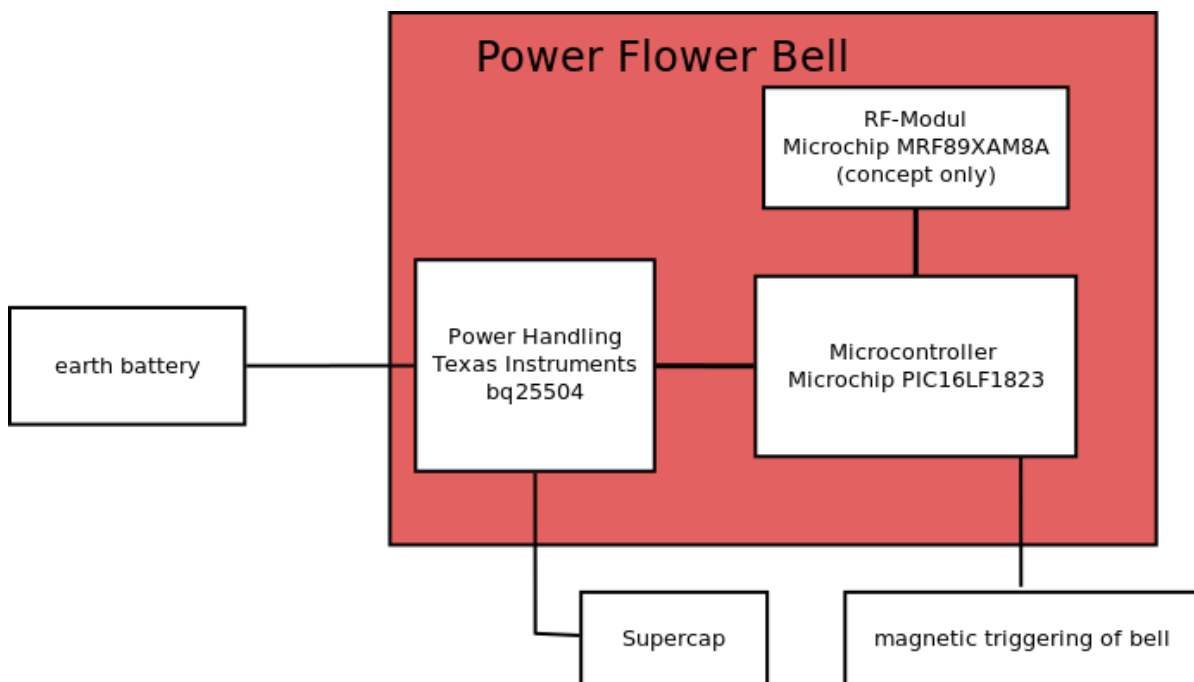 Power Flower Bell
RF-Modul
Microchip MRF89XAM8A
(concept only)
earth battery
Power Handling
Texas Instruments
bq25504
Microcontroller
Microchip PIC16LF1823
Supercap
magnetic triggering of bell